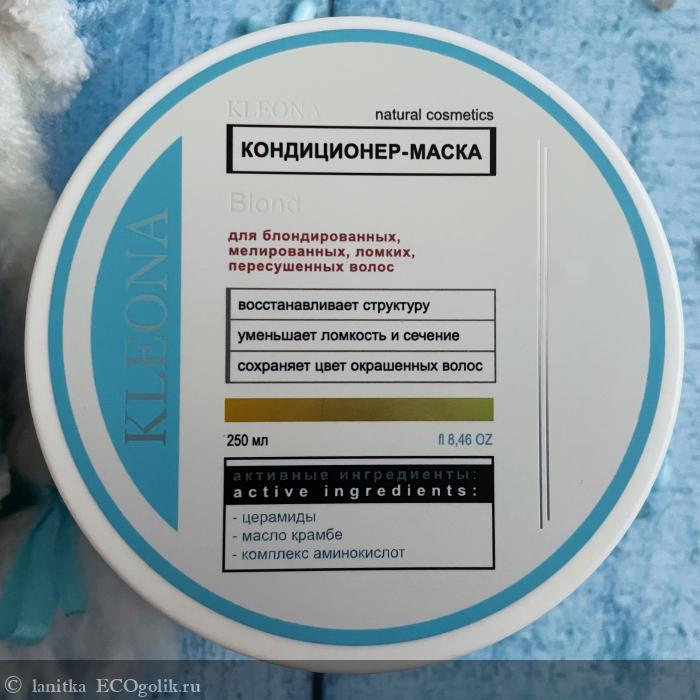 KLEONA
natural cosmetics
КОНДИЦИОНЕР-МАСКА
Blond
для блондированных,
мелированных, ломких,
пересушенных волос
восстанавливает структуру
уменьшает ломкость и сечение
сохраняет цвет окрашенных волос
250 мл
fl 8,46 OZ
активные ингредиенты:
active ingredients:
- церамиды
- масло крамбе
- комплекс аминокислот
KLEONA
© lanitka ECOgolik.ru